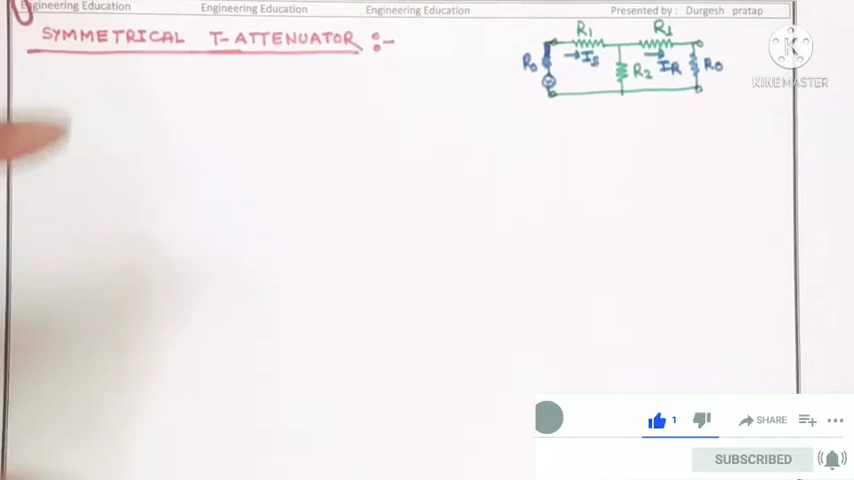 Engineering Education Engineering Education Engineering Education Presented by : Durgesh pratap
SYMMETRICAL T-ATTENUATOR :-
R1 R1
R0 →IS R2 →IR R0
KINEMASTER
1 SHARE
SUBSCRIBED